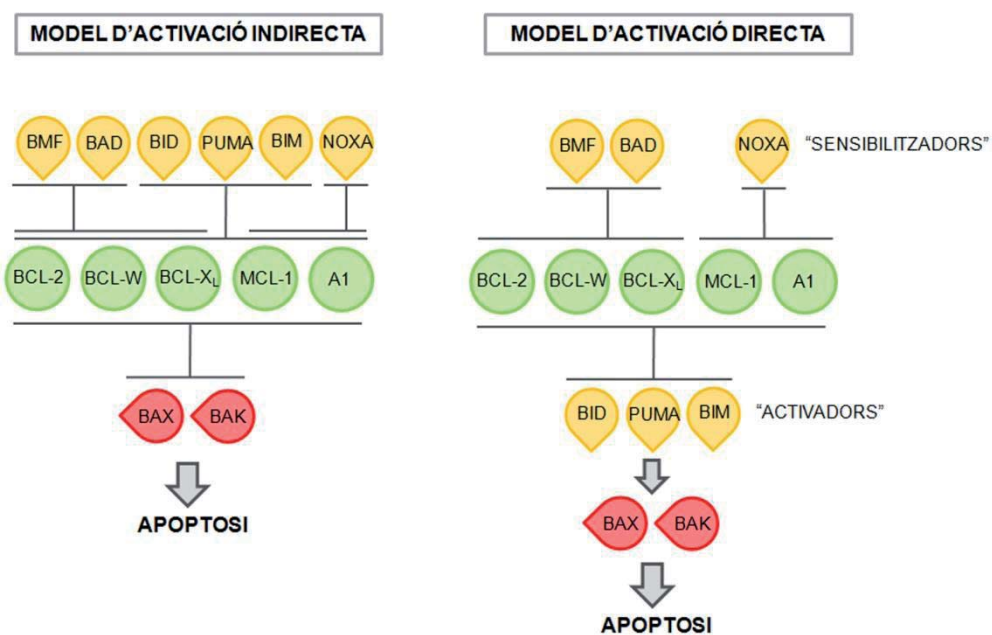 MODEL D'ACTIVACIÓ INDIRECTA
BMF BAD BID PUMA BIM NOXA
BCL-2 BCL-W BCL-XL MCL-1 A1
BAX BAK
APOPTOSI
MODEL D'ACTIVACIÓ DIRECTA
BMF BAD NOXA "SENSIBILITZADORS"
BCL-2 BCL-W BCL-XL MCL-1 A1
BID PUMA BIM "ACTIVADORS"
BAX BAK
APOPTOSI